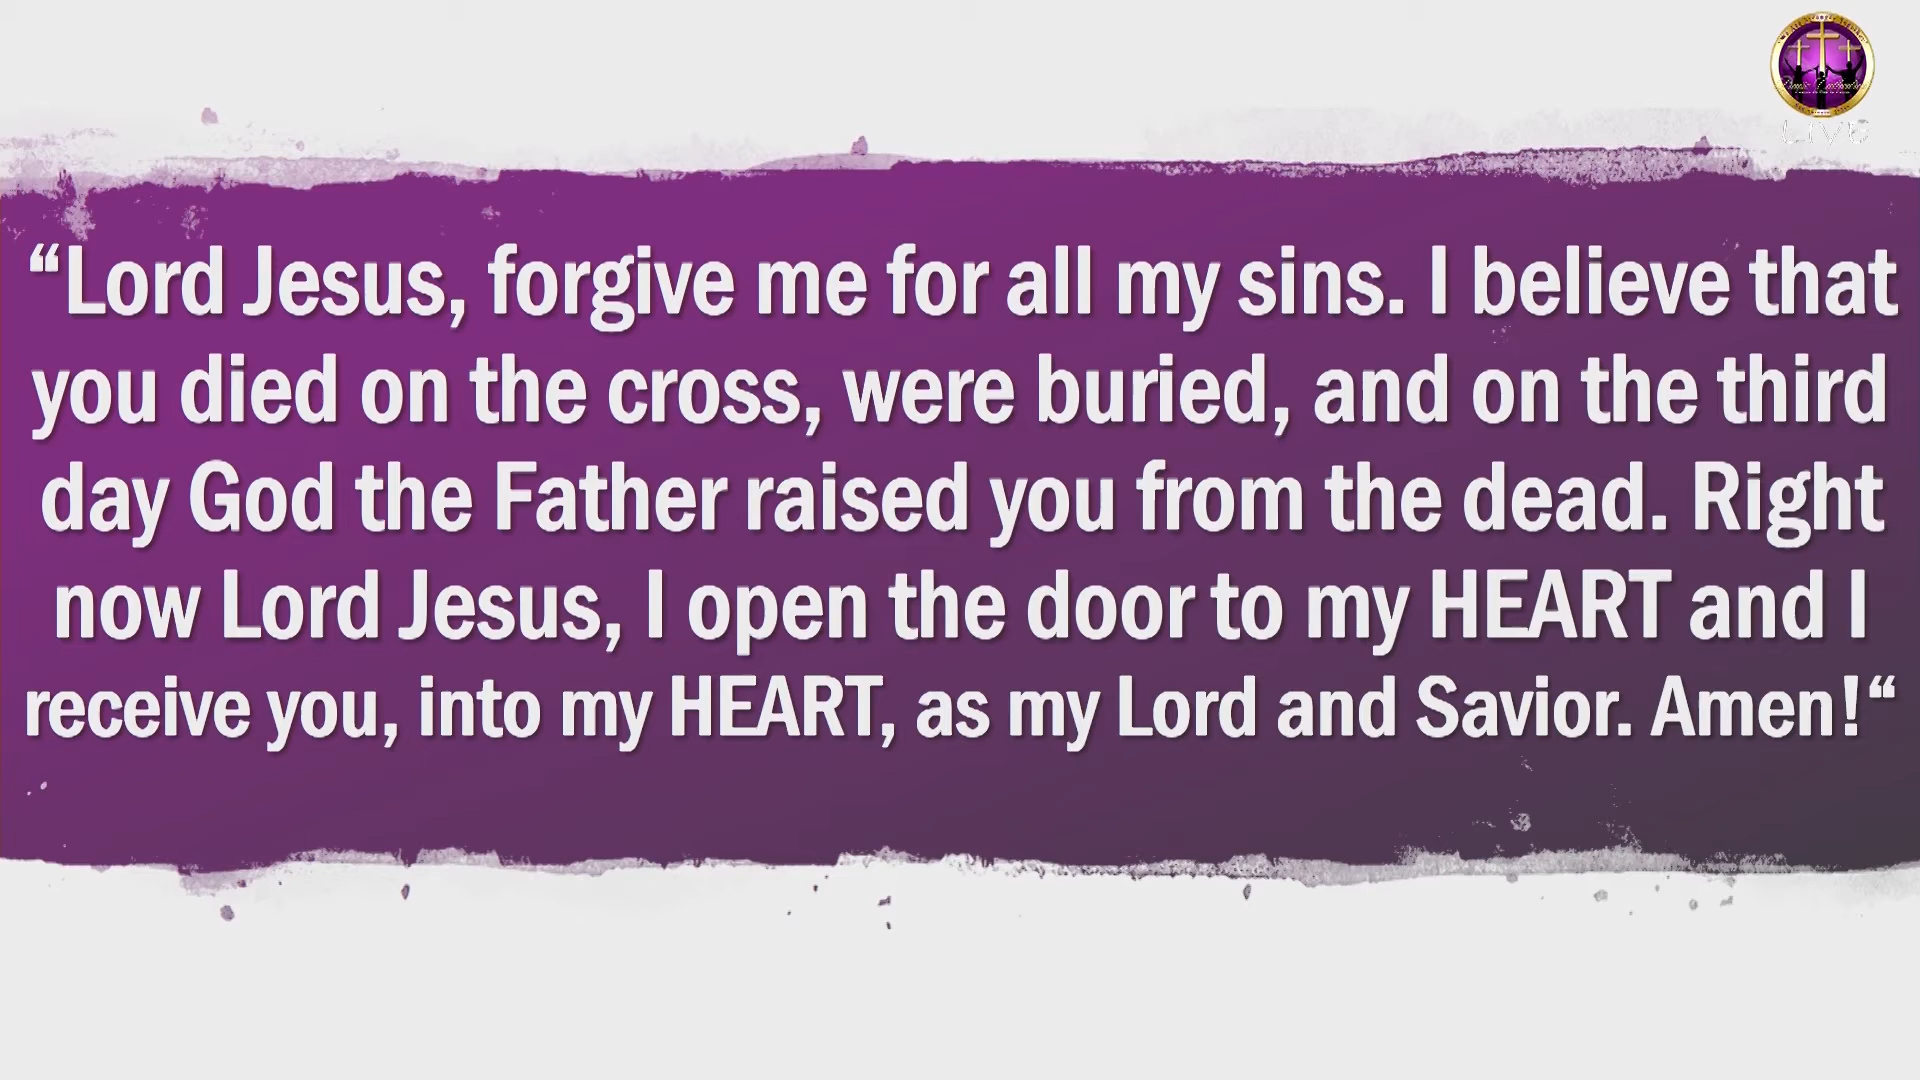 LIVE
“Lord Jesus, forgive me for all my sins. I believe that
you died on the cross, were buried, and on the third
day God the Father raised you from the dead. Right
now Lord Jesus, I open the door to my HEART and I
receive you, into my HEART, as my Lord and Savior. Amen!“